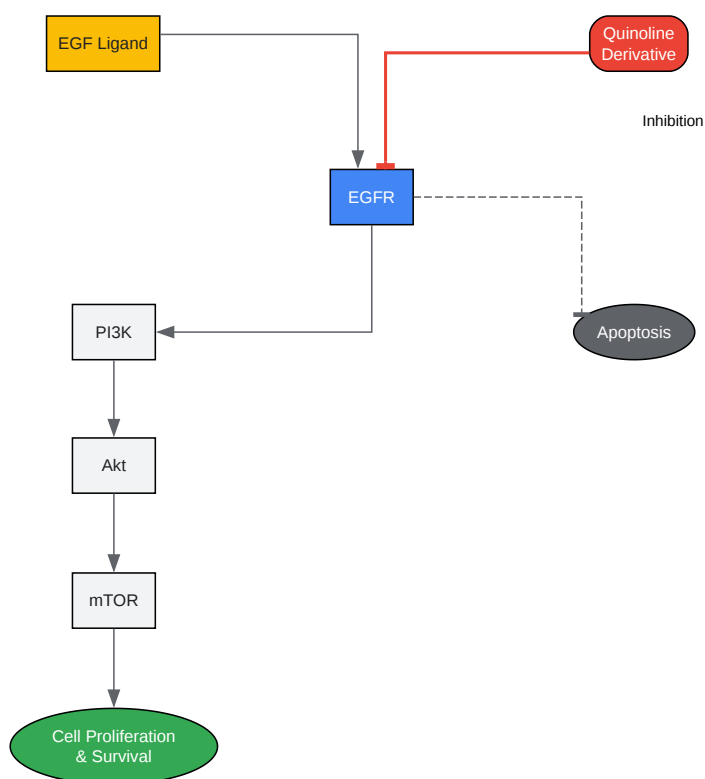 EGF Ligand
Quinoline
Derivative
Inhibition
EGFR
PI3K
Apoptosis
Akt
mTOR
Cell Proliferation
& Survival